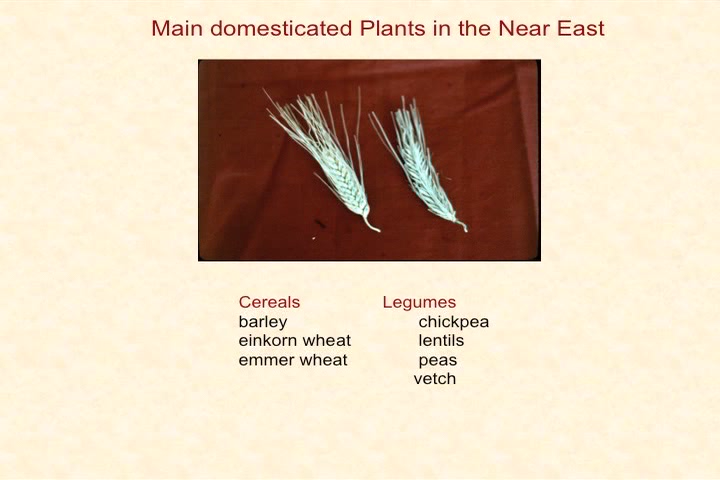 Main domesticated Plants in the Near East
Cereals
barley
einkorn wheat
emmer wheat
Legumes
chickpea
lentils
peas
vetch